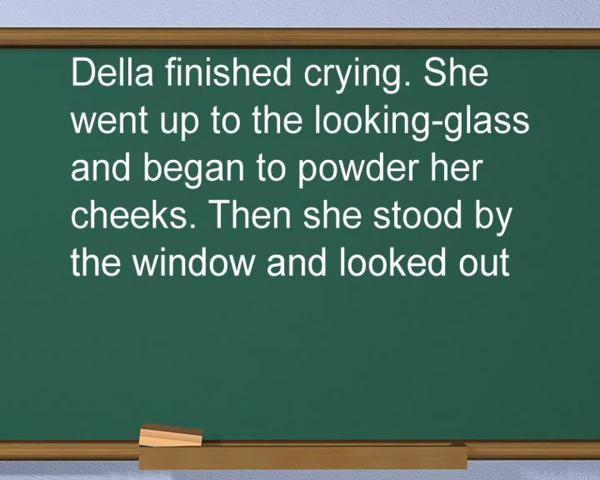 Della finished crying. She
went up to the looking-glass
and began to powder her
cheeks. Then she stood by
the window and looked out